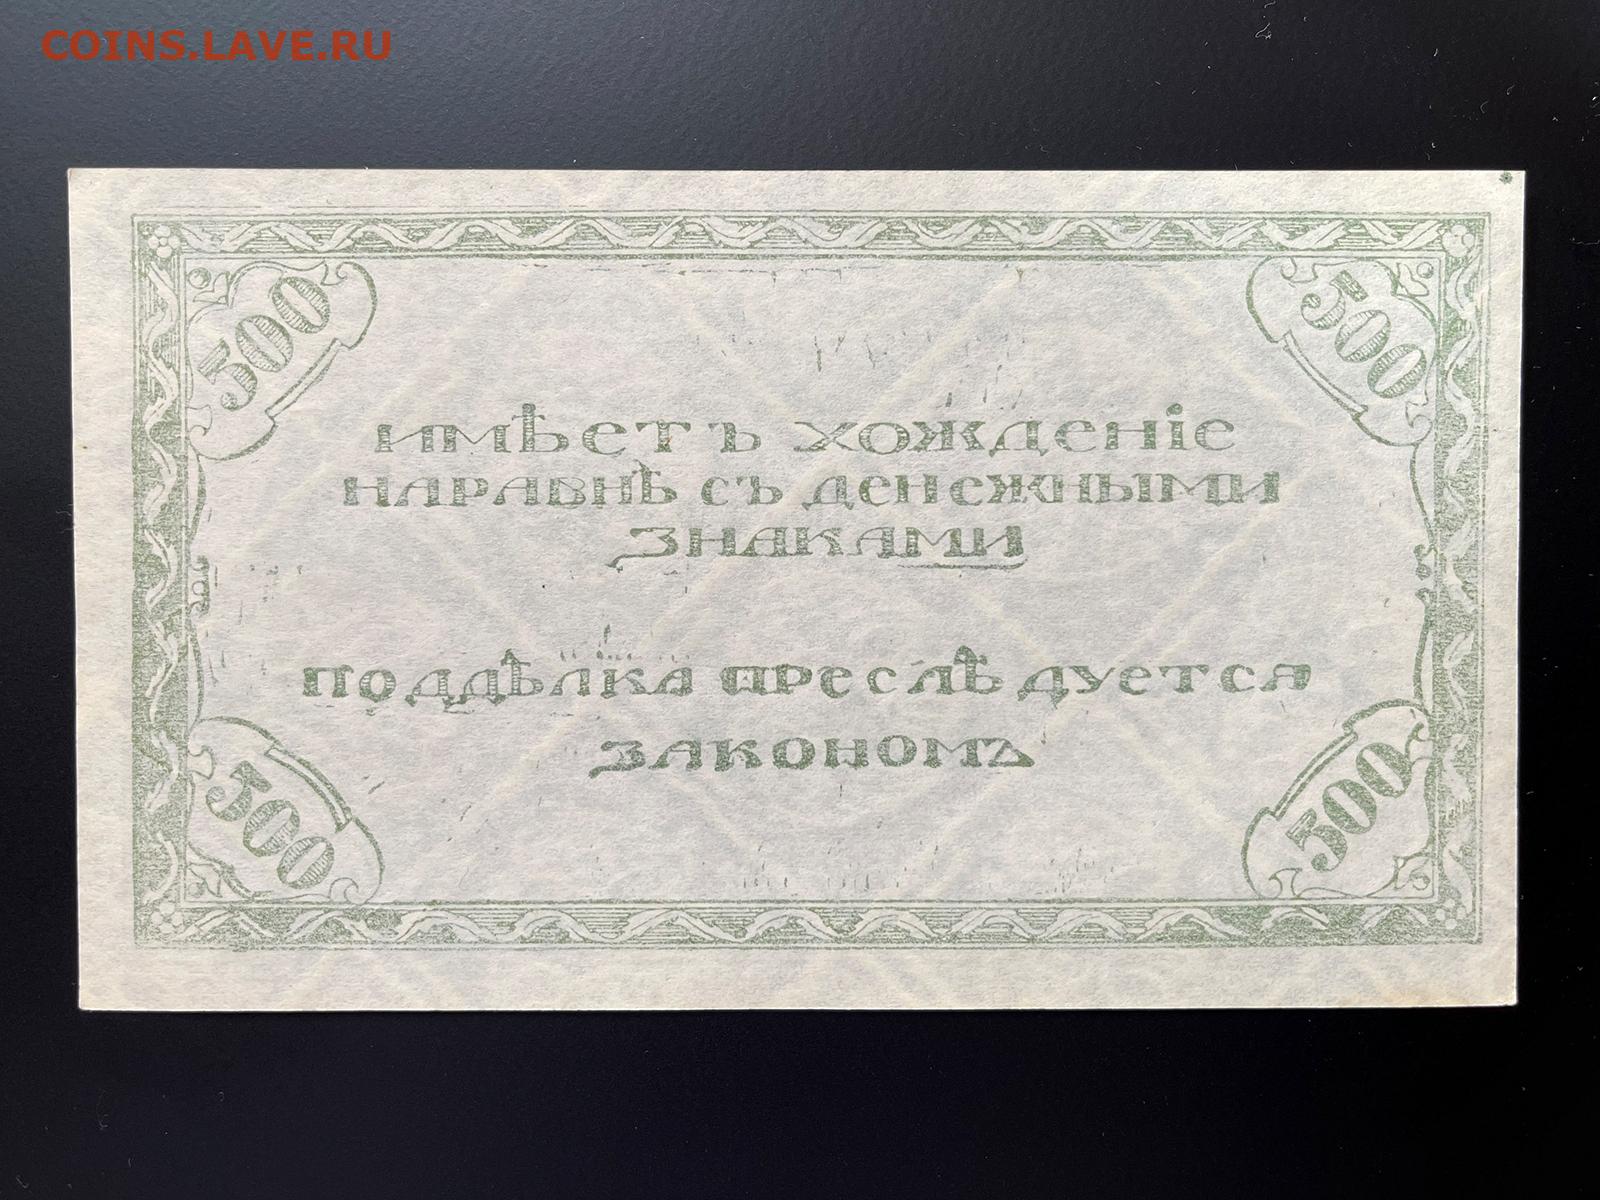 COINS.LAVE.RU
500 500
имѣетъ хожденіе
наравнѣ съ денежными
знаками
поддѣлка преслѣдуется
закономъ
500 500